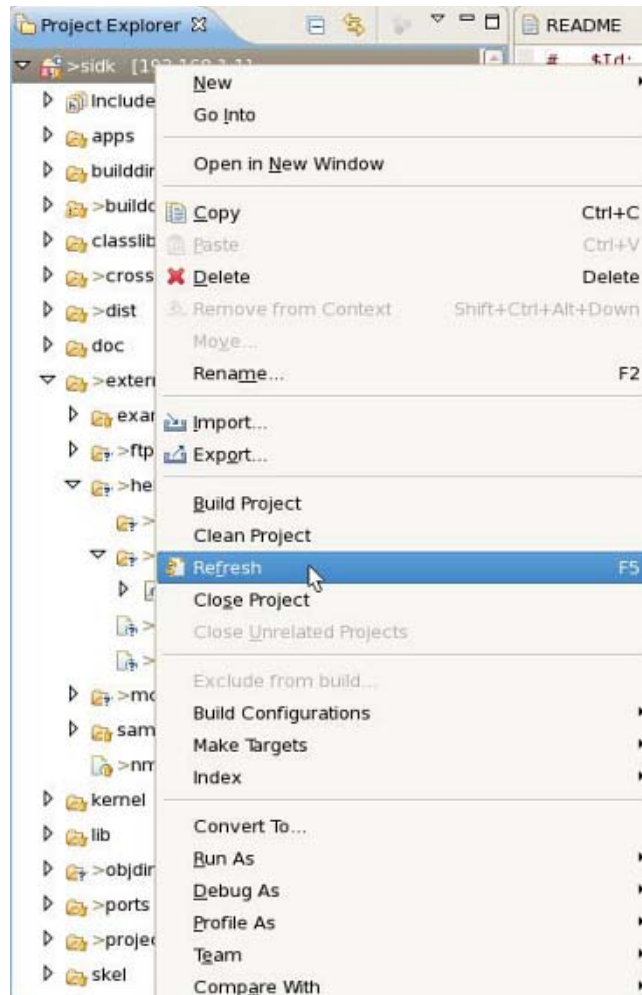 Project Explorer
README
>sidk
# $Id:
Include
apps
builddir
classlib
>cross
>dist
doc
>exter
exar
>ftp
>he
>
>
>
>
>mo
sam
>nm
kernel
lib
>objdir
>ports
>projec
skel
New
Go Into
Open in New Window
Copy Ctrl+C
Paste Ctrl+V
Delete Delete
Remove from Context Shift+Ctrl+Alt+Down
Move...
Rename... F2
Import...
Export...
Build Project
Clean Project
Refresh F5
Close Project
Close Unrelated Projects
Exclude from build...
Build Configurations
Make Targets
Index
Convert To...
Run As
Debug As
Profile As
Team
Compare With